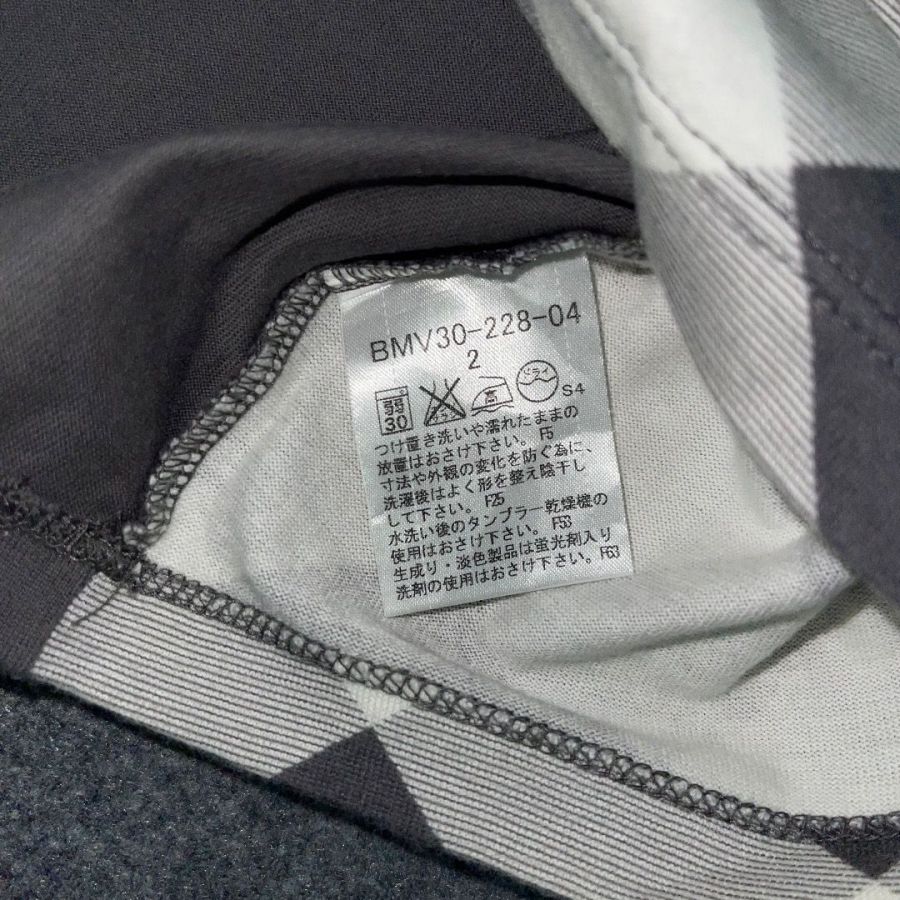 BMV30-228-04
2
弱 30 高 ドライ S4
つけ置き洗いや濡れたままの
放置はおさけ下さい。 F5
寸法や外観の変化を防ぐ為に、
洗濯後はよく形を整え陰干し
して下さい。 F25
水洗い後のタンブラー乾燥機の
使用はおさけ下さい。 F53
生成り・淡色製品は蛍光剤入り
洗剤の使用はおさけ下さい。 F63